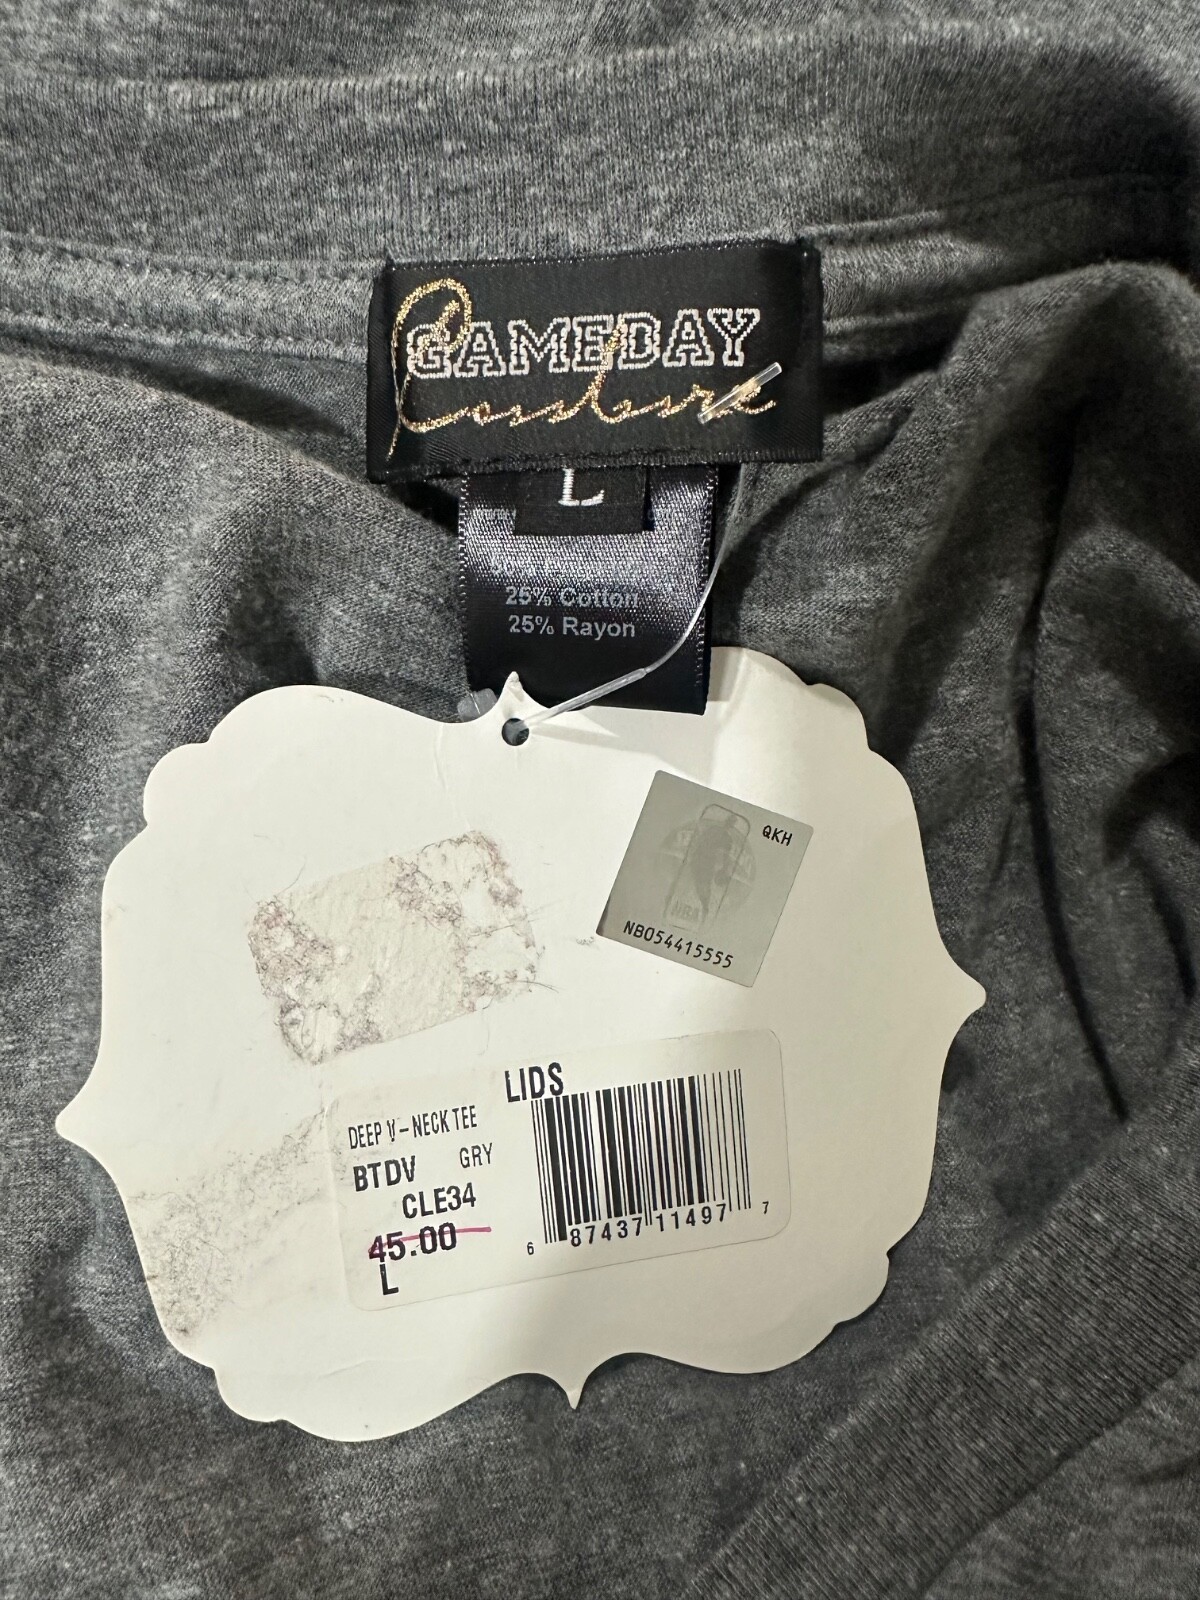 GAMEDAY
Couture
L
25% Cotton
25% Rayon
QKH
NBA
NB054415555
LIDS
DEEP V-NECK TEE
BTDV GRY
CLE34
45.00
L
6 87437 11497 7